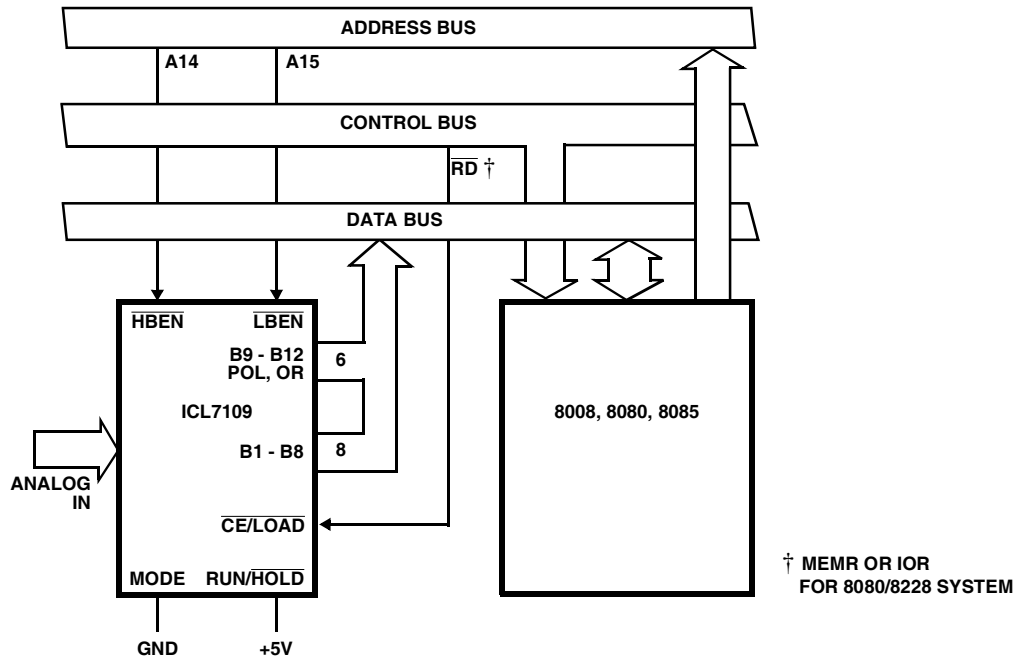 ADDRESS BUS
A14
A15
CONTROL BUS
RD †
DATA BUS
HBEN
LBEN
B9 - B12
POL, OR
6
ICL7109
B1 - B8
8
8008, 8080, 8085
ANALOG
IN
CE/LOAD
MODE
RUN/HOLD
GND
+5V
† MEMR OR IOR
FOR 8080/8228 SYSTEM